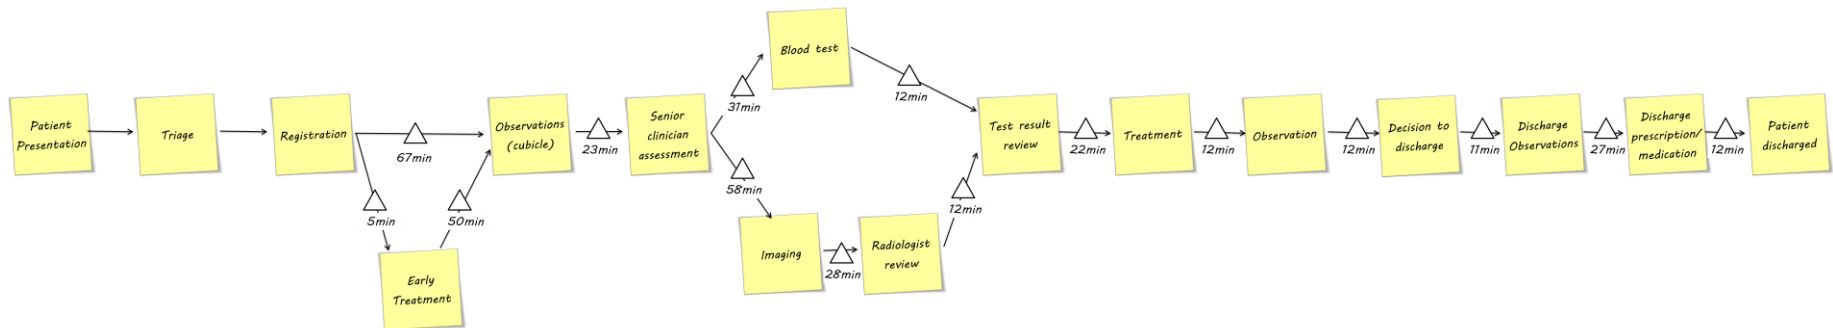 Patient
Presentation
Triage
Registration
67min
5min
Early
Treatment
50min
Observations
(cubicle)
23min
Senior
clinician
assessment
31min
Blood test
12min
58min
Imaging
28min
Radiologist
review
12min
Test result
review
22min
Treatment
12min
Observation
12min
Decision to
discharge
11min
Discharge
Observations
27min
Discharge
prescription/
medication
12min
Patient
discharged